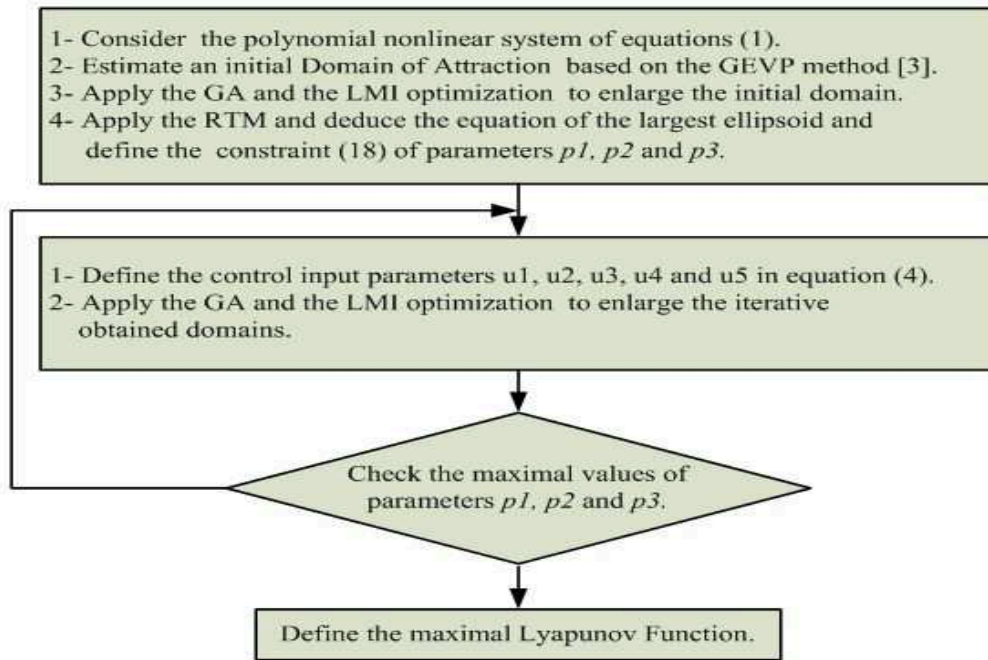 1- Consider the polynomial nonlinear system of equations (1).
2- Estimate an initial Domain of Attraction based on the GEVP method [3].
3- Apply the GA and the LMI optimization to enlarge the initial domain.
4- Apply the RTM and deduce the equation of the largest ellipsoid and
define the constraint (18) of parameters p1, p2 and p3.
1- Define the control input parameters u1, u2, u3, u4 and u5 in equation (4).
2- Apply the GA and the LMI optimization to enlarge the iterative
obtained domains.
Check the maximal values of
parameters p1, p2 and p3.
Define the maximal Lyapunov Function.